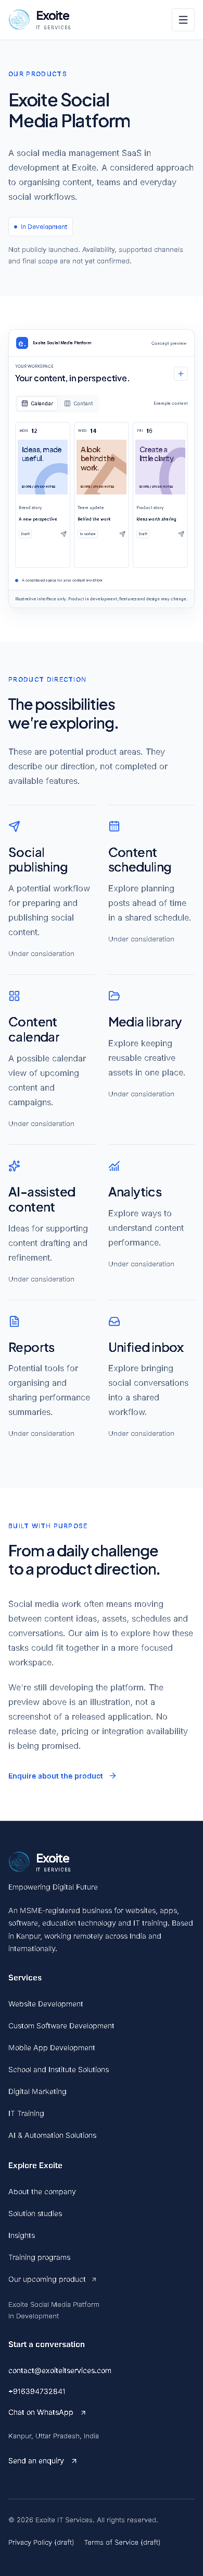 Exoite
IT SERVICES
OUR PRODUCTS
Exoite Social
Media Platform
A social media management SaaS in
development at Exoite. A considered approach
to organising content, teams and everyday
social workflows.
In Development
Not publicly launched. Availability, supported channels
and final scope are not yet confirmed.
e.
Exoite Social Media Platform
Concept preview
YOUR WORKSPACE
Your content, in perspective.
+
Calendar
Content
Example content
MON 12
WED 14
FRI 16
Ideas, made
useful.
A look
behind the
work.
Create a
little clarity.
Brand story
A new perspective
Draft
Team update
Behind the work
In review
Product story
Ideas worth sharing
Draft
A considered space for your content workflow
Illustrative interface only. Product in development; features and design may change.
PRODUCT DIRECTION
The possibilities
we're exploring.
These are potential product areas. They
describe our direction, not completed or
available features.
Social
publishing
A potential workflow
for preparing and
publishing social
content.
Under consideration
Content
scheduling
Explore planning
posts ahead of time
in a shared schedule.
Under consideration
Content
calendar
A possible calendar
view of upcoming
content and
campaigns.
Under consideration
Media library
Explore keeping
reusable creative
assets in one place.
Under consideration
AI-assisted
content
Ideas for supporting
content drafting and
refinement.
Under consideration
Analytics
Explore ways to
understand content
performance.
Under consideration
Reports
Potential tools for
organising and
sharing performance
summaries.
Under consideration
Unified inbox
Explore bringing
social conversations
into a shared
workflow.
Under consideration
BUILT WITH PURPOSE
From a daily challenge
to a product direction.
Social media work often means moving
between content ideas, assets, schedules and
conversations. Our aim is to explore how these
tasks could fit together in a more focused
workspace.
We're still developing the platform. The
preview above is an illustration, not a
screenshot of a released application. No
release date, pricing or integration availability
is being promised.
Enquire about the product →
Exoite
IT SERVICES
Empowering Digital Future
An MSME-registered business for websites, apps,
software, education technology and IT training. Based
in Kanpur, working remotely across India and
internationally.
Services
Website Development
Custom Software Development
Mobile App Development
School and Institute Solutions
Digital Marketing
IT Training
AI & Automation Solutions
Explore Exoite
About the company
Solution studies
Insights
Training programs
Our upcoming product ↗
Exoite Social Media Platform
In Development
Start a conversation
contact@exoiteitservices.com
+916394732841
Chat on WhatsApp ↗
Kanpur, Uttar Pradesh, India
Send an enquiry ↗
© 2026 Exoite IT Services. All rights reserved.
Privacy Policy (draft) Terms of Service (draft)